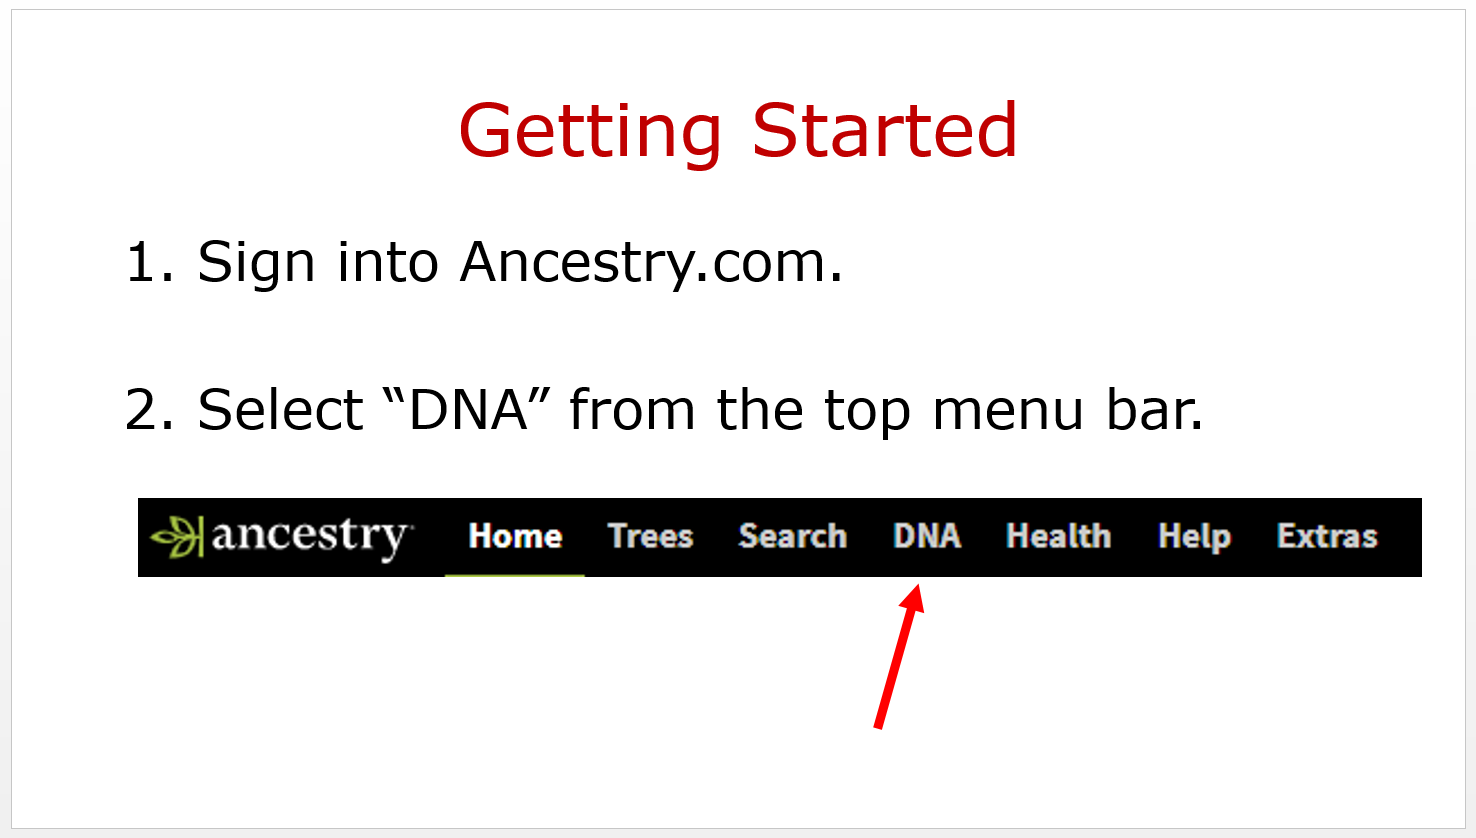 Getting Started
1. Sign into Ancestry.com.
2. Select “DNA” from the top menu bar.
ancestry Home Trees Search DNA Health Help Extras